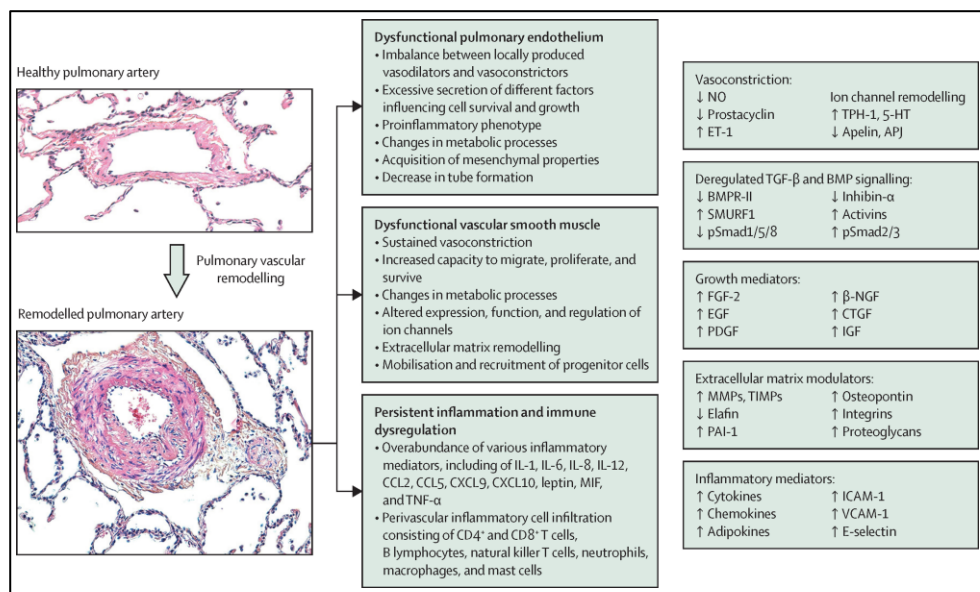 Healthy pulmonary artery
Pulmonary vascular
remodelling
Remodelled pulmonary artery
Dysfunctional pulmonary endothelium
• Imbalance between locally produced
vasodilators and vasoconstrictors
• Excessive secretion of different factors
influencing cell survival and growth
• Proinflammatory phenotype
• Changes in metabolic processes
• Acquisition of mesenchymal properties
• Decrease in tube formation
Dysfunctional vascular smooth muscle
• Sustained vasoconstriction
• Increased capacity to migrate, proliferate, and
survive
• Changes in metabolic processes
• Altered expression, function, and regulation of
ion channels
• Extracellular matrix remodelling
• Mobilisation and recruitment of progenitor cells
Persistent inflammation and immune
dysregulation
• Overabundance of various inflammatory
mediators, including of IL-1, IL-6, IL-8, IL-12,
CCL2, CCL5, CXCL9, CXCL10, leptin, MIF,
and TNF-α
• Perivascular inflammatory cell infiltration
consisting of CD4⁺ and CD8⁺ T cells,
B lymphocytes, natural killer T cells, neutrophils,
macrophages, and mast cells
Vasoconstriction:
↓ NO Ion channel remodelling
↓ Prostacyclin ↑ TPH-1, 5-HT
↑ ET-1 ↓ Apelin, APJ
Deregulated TGF-β and BMP signalling:
↓ BMPR-II ↓ Inhibin-α
↑ SMURF1 ↑ Activins
↓ pSmad1/5/8 ↑ pSmad2/3
Growth mediators:
↑ FGF-2 ↑ β-NGF
↑ EGF ↑ CTGF
↑ PDGF ↑ IGF
Extracellular matrix modulators:
↑ MMPs, TIMPs ↑ Osteopontin
↓ Elafin ↑ Integrins
↑ PAI-1 ↑ Proteoglycans
Inflammatory mediators:
↑ Cytokines ↑ ICAM-1
↑ Chemokines ↑ VCAM-1
↑ Adipokines ↑ E-selectin